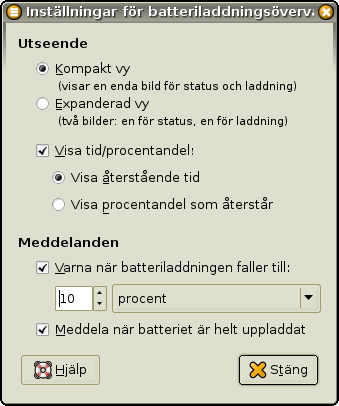 Inställningar för batteriladdningsöverva
Utseende
Kompakt vy
(visar en enda bild för status och laddning)
Expanderad vy
(två bilder: en för status, en för laddning)
Visa tid/procentandel:
Visa återstående tid
Visa procentandel som återstår
Meddelanden
Varna när batteriladdningen faller till:
10 procent
Meddela när batteriet är helt uppladdat
Hjälp Stäng